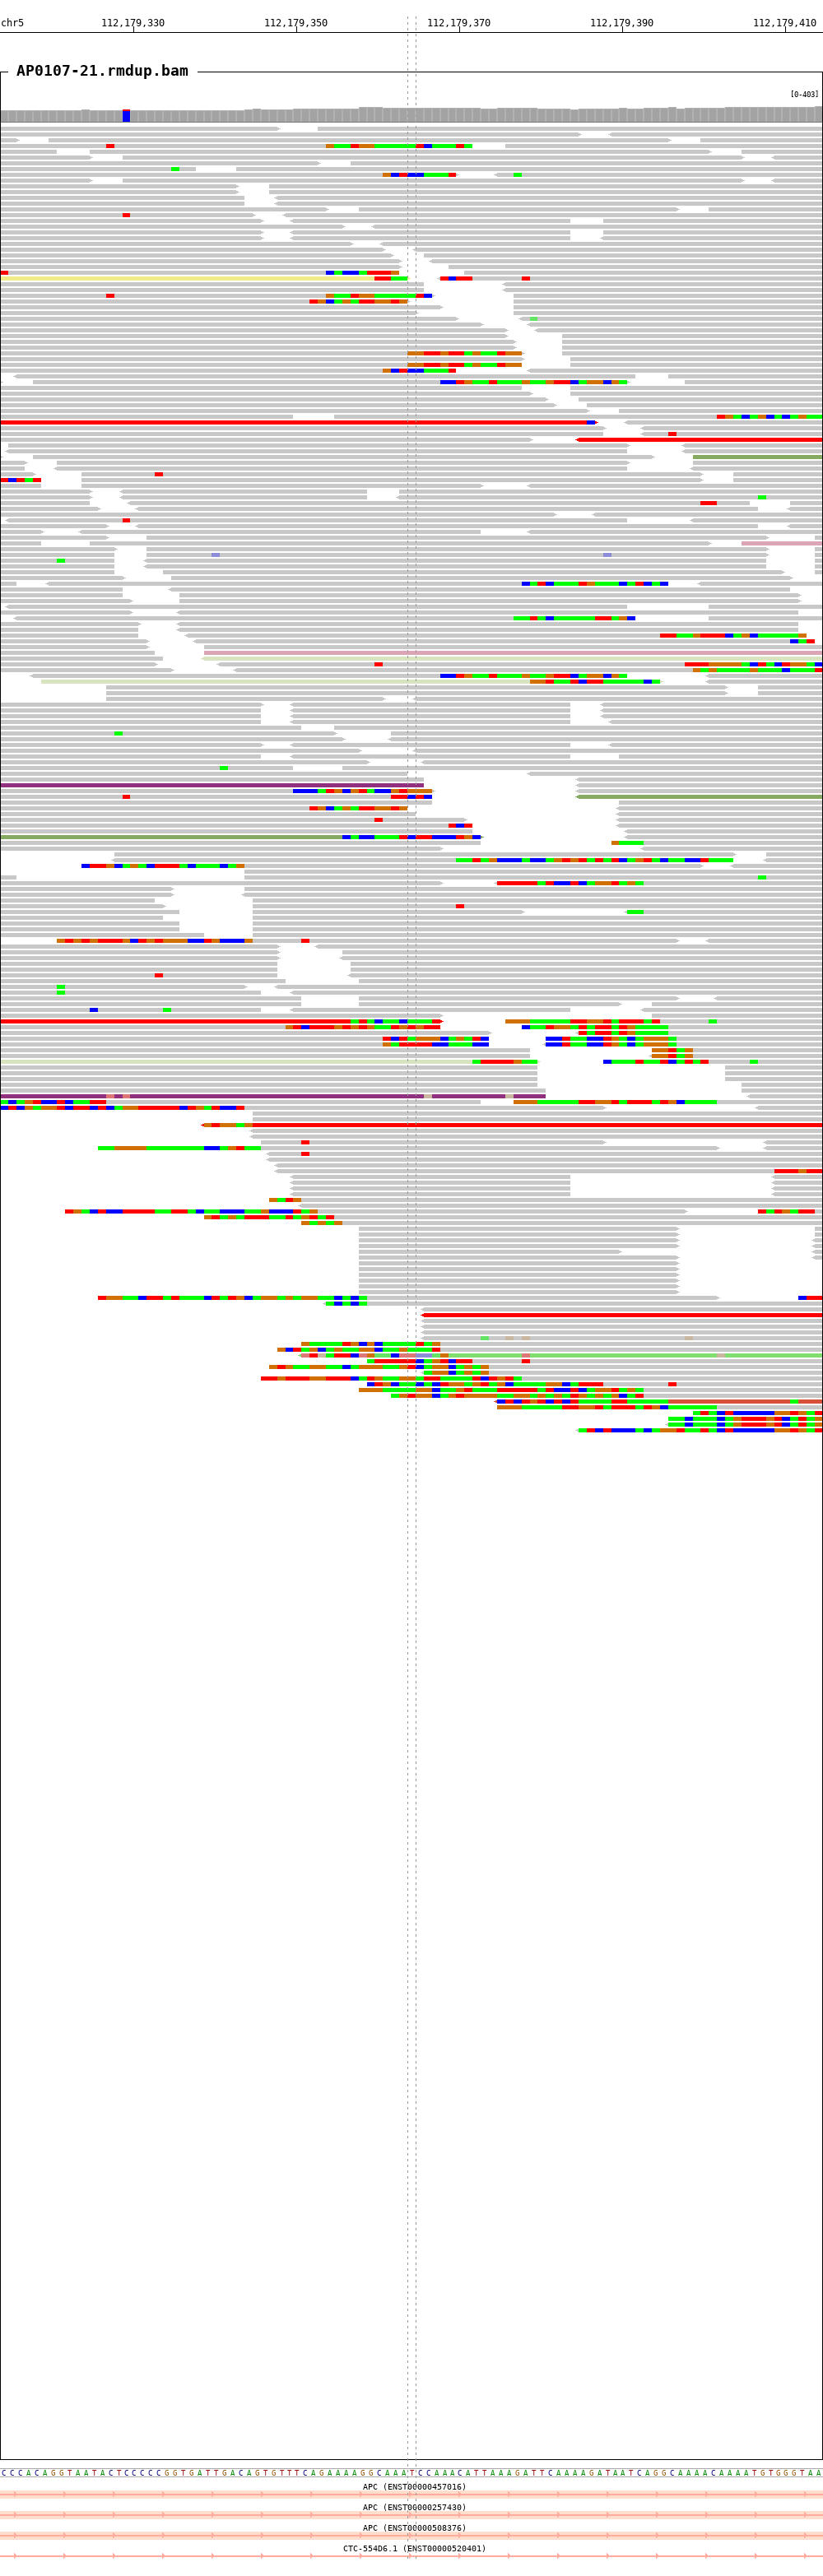 chr5 112,179,330 112,179,350 112,179,370 112,179,390 112,179,410
AP0107-21.rmdup.bam
[0-403]
C C C A C A G G T A A T A C T C C C C C G G T G A T T G A C A G T G T T T C A G A A A A G G C A A A T C C A A A C A T T A A A G A T T C A A A A G A T A A T C A G G C A A A A C A A A A T G T G G G T A A
APC (ENST00000457016)
APC (ENST00000257430)
APC (ENST00000508376)
CTC-554D6.1 (ENST00000520401)